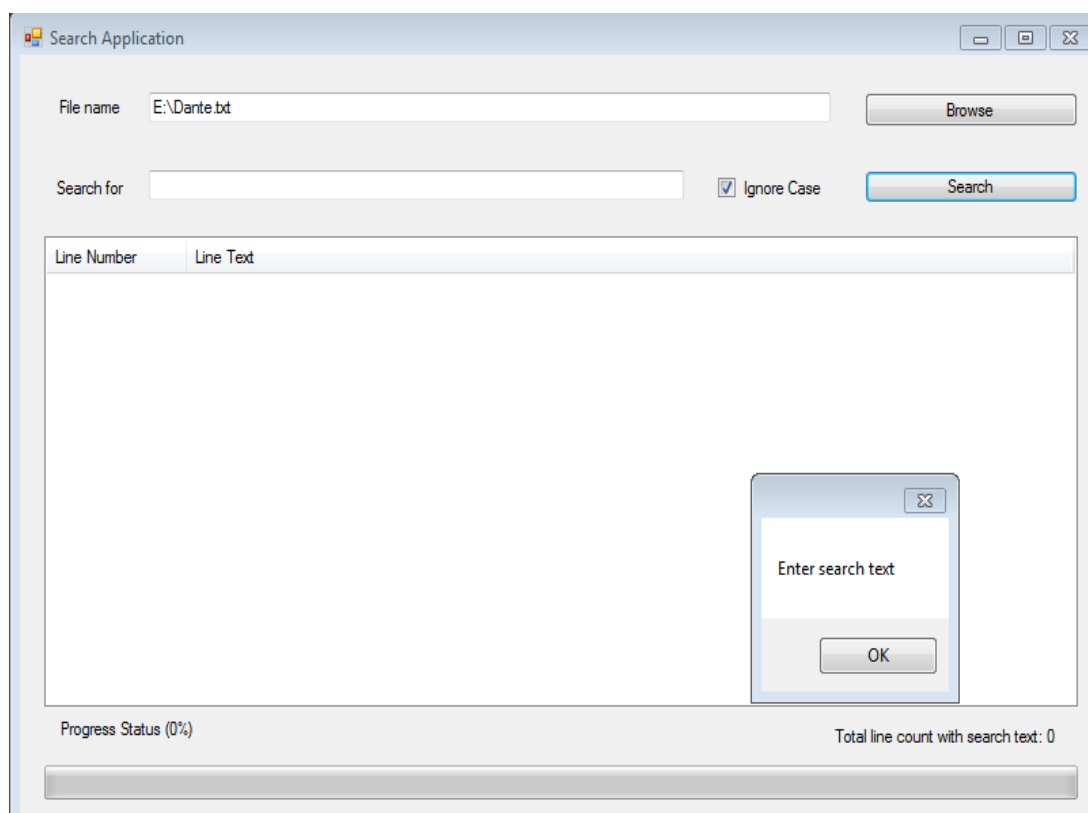 Search Application
File name E:\Dante.txt Browse
Search for Ignore Case Search
Line Number Line Text
Enter search text
OK
Progress Status (0%)
Total line count with search text: 0